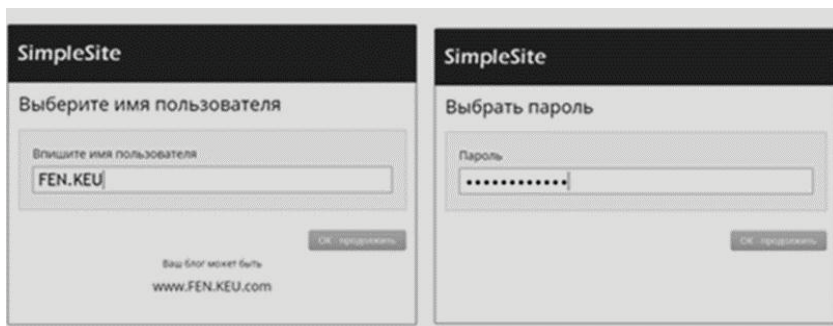 SimpleSite
Выберите имя пользователя
Впишите имя пользователя
FEN.KEU
ОК - продолжить
Ваш блог может быть
www.FEN.KEU.com
SimpleSite
Выбрать пароль
Пароль
••••••••••••
ОК - продолжить